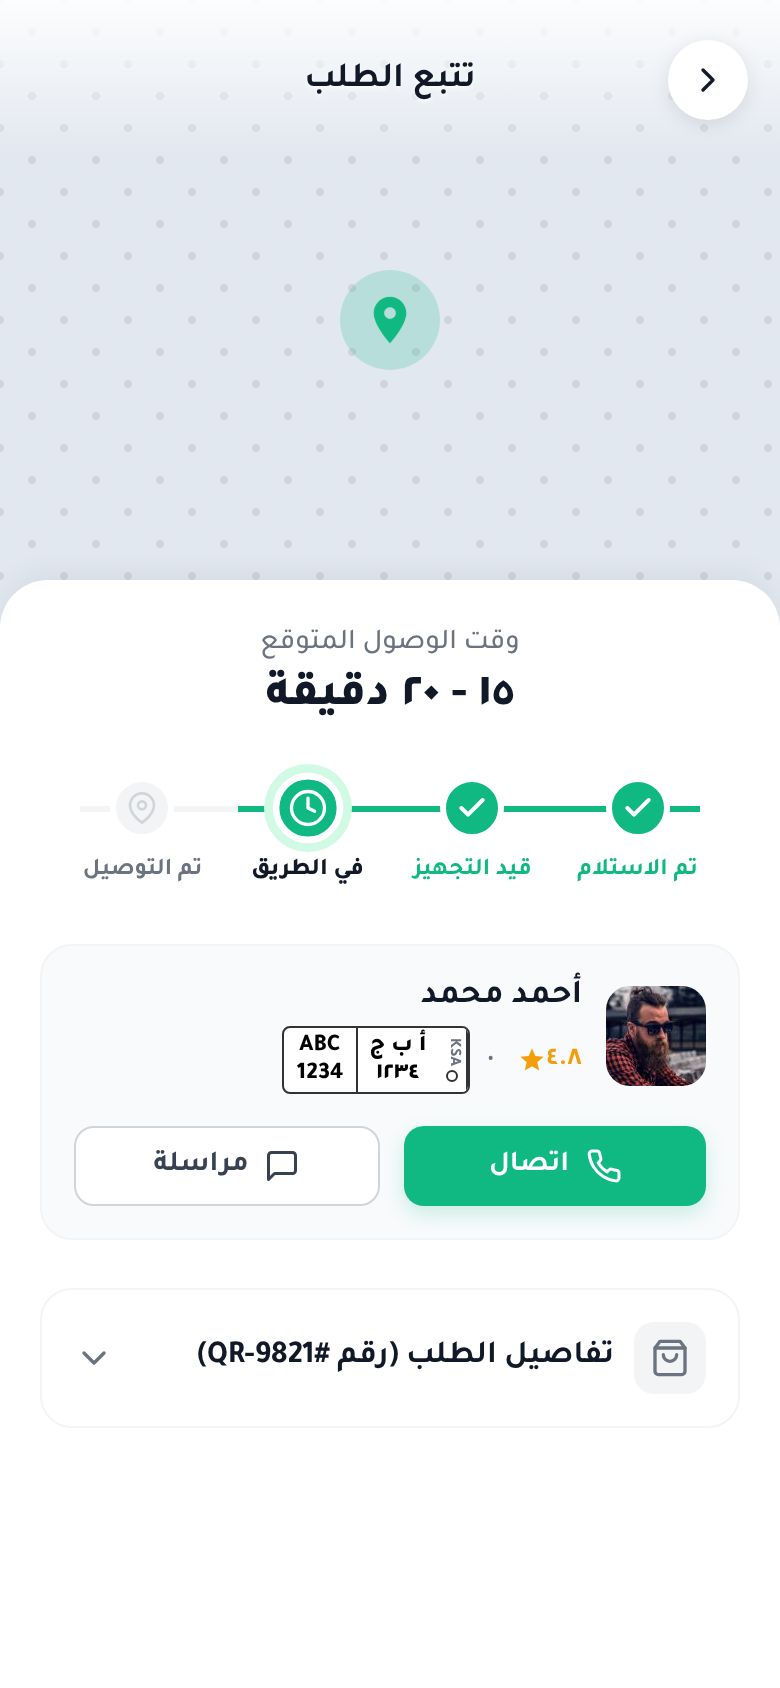 تتبع الطلب
وقت الوصول المتوقع
١٥ - ٢٠ دقيقة
تم الاستلام
قيد التجهيز
في الطريق
تم التوصيل
أحمد محمد
٤.٨
·
KSA
أ ب ج
ABC
١٢٣٤
1234
اتصال
مراسلة
تفاصيل الطلب (رقم #QR-9821)